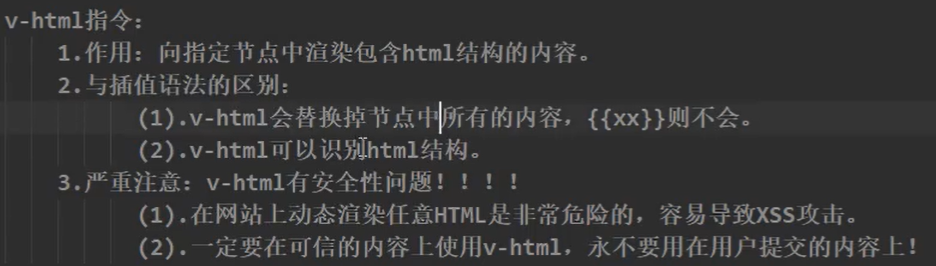 v-html指令：
1.作用：向指定节点中渲染包含html结构的内容。
2.与插值语法的区别：
(1).v-html会替换掉节点中所有的内容，{{xx}}则不会。
(2).v-html可以识别html结构。
3.严重注意：v-html有安全性问题！！！！
(1).在网站上动态渲染任意HTML是非常危险的，容易导致XSS攻击。
(2).一定要在可信的内容上使用v-html，永不要用在用户提交的内容上！